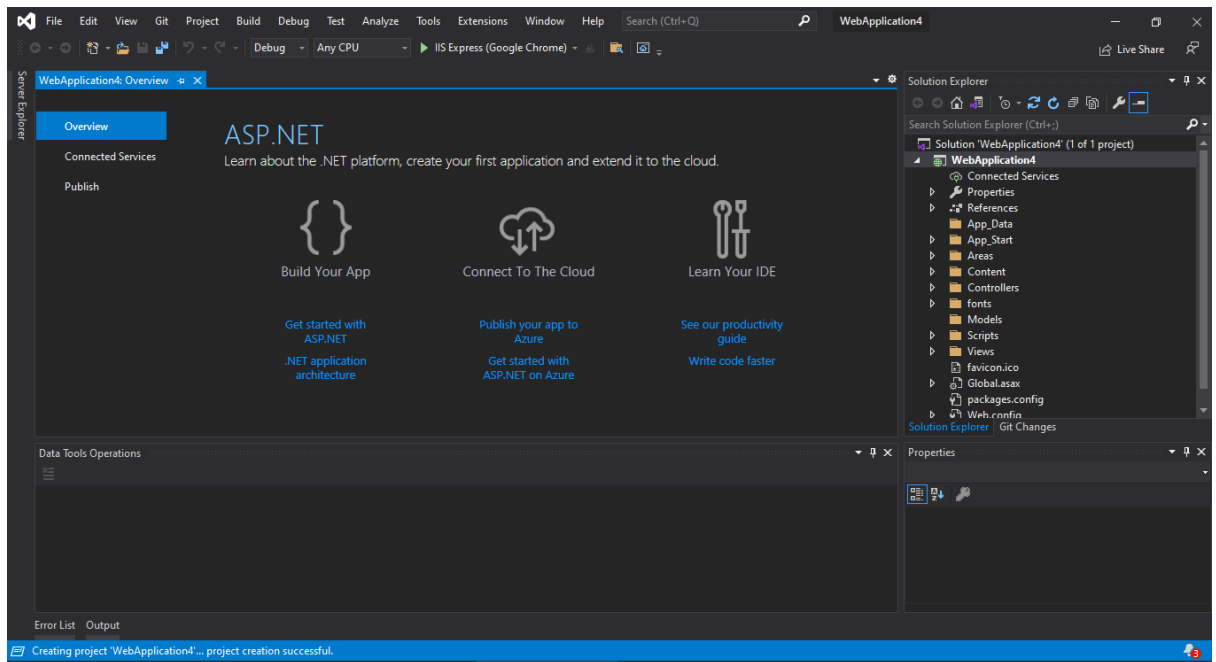 File Edit View Git Project Build Debug Test Analyze Tools Extensions Window Help Search (Ctrl+Q) WebApplication4
Debug Any CPU IIS Express (Google Chrome) Live Share
Server Explorer
WebApplication4: Overview
Overview
Connected Services
Publish
ASP.NET
Learn about the .NET platform, create your first application and extend it to the cloud.
Build Your App
Get started with
ASP.NET
.NET application
architecture
Connect To The Cloud
Publish your app to
Azure
Get started with
ASP.NET on Azure
Learn Your IDE
See our productivity
guide
Write code faster
Solution Explorer
Search Solution Explorer (Ctrl+;)
Solution 'WebApplication4' (1 of 1 project)
WebApplication4
Connected Services
Properties
References
App_Data
App_Start
Areas
Content
Controllers
fonts
Models
Scripts
Views
favicon.ico
Global.asax
packages.config
Web.config
Solution Explorer Git Changes
Data Tools Operations
Properties
Error List Output
Creating project 'WebApplication4'... project creation successful.
3